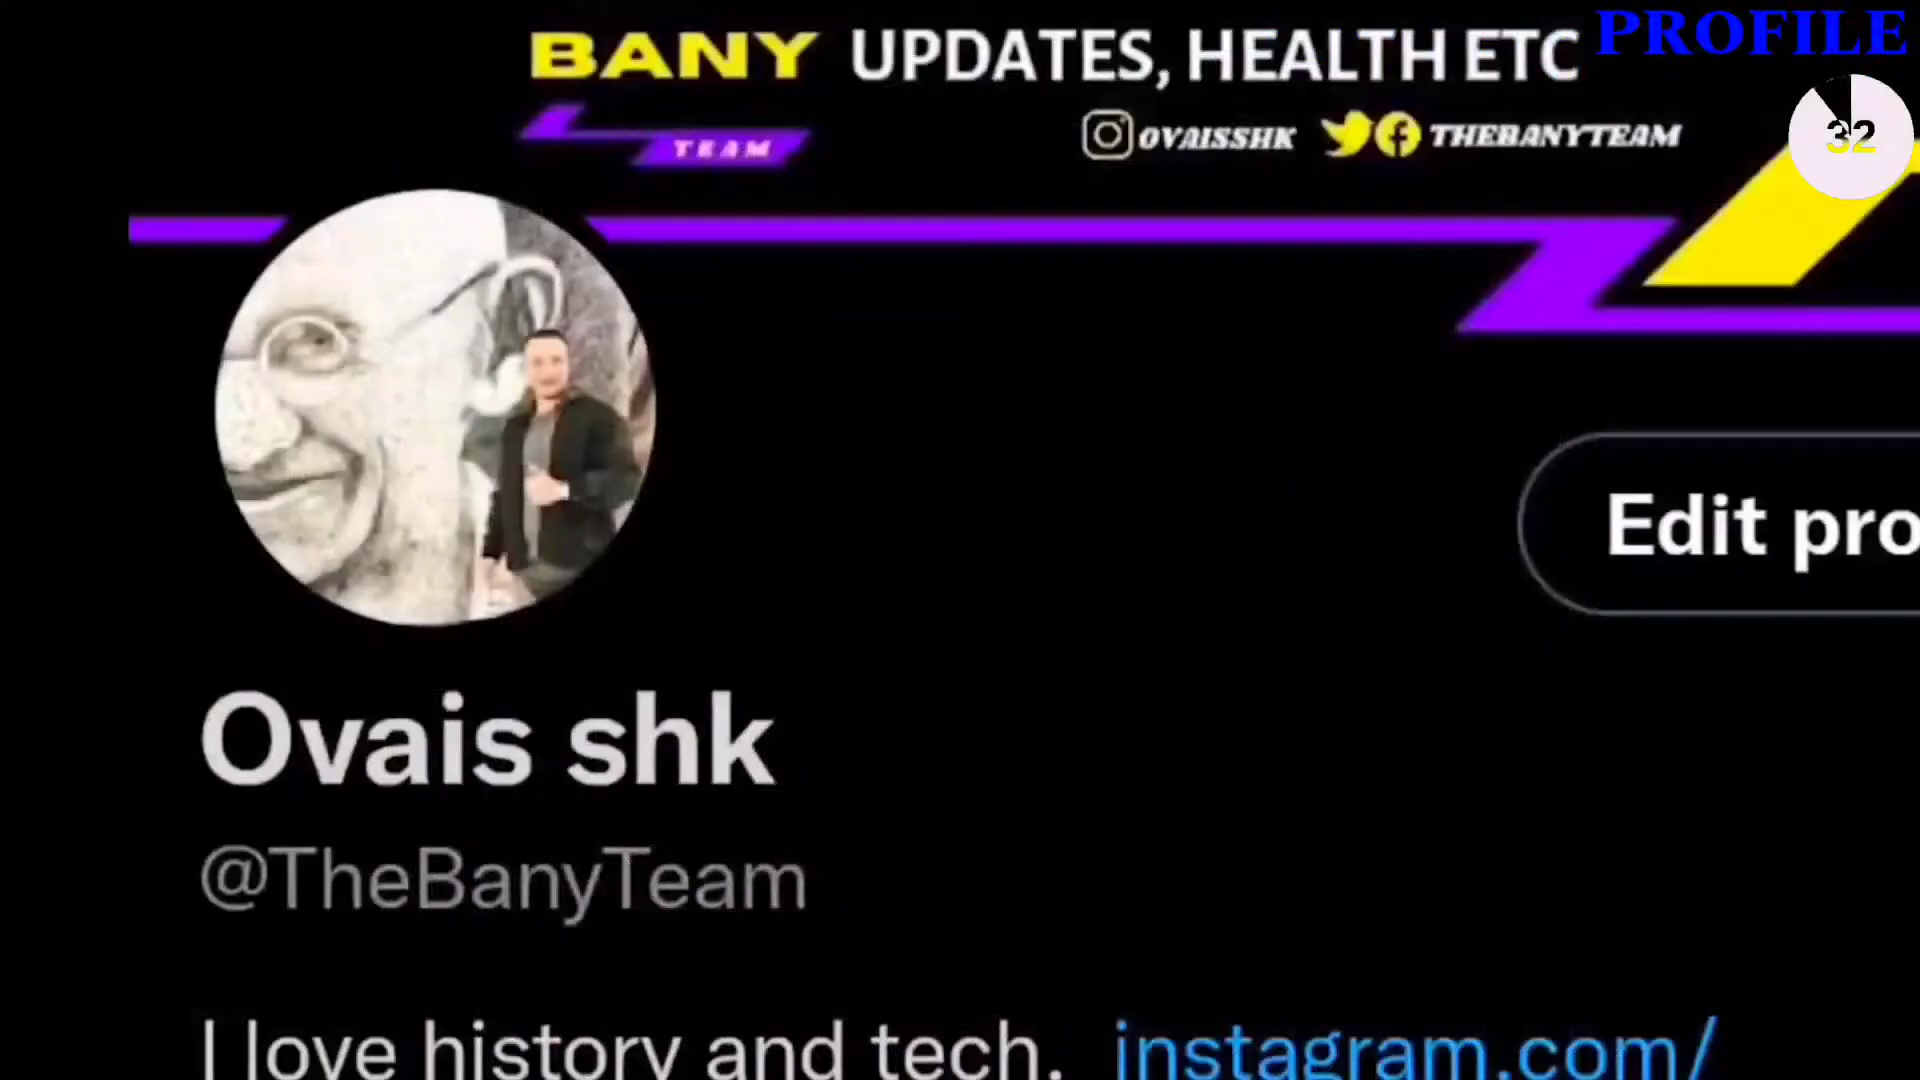 PROFILE
BANY UPDATES, HEALTH ETC
TEAM
OVAISSHK THEBANYTEAM
32
Edit pro
Ovais shk
@TheBanyTeam
I love history and tech. instagram.com/